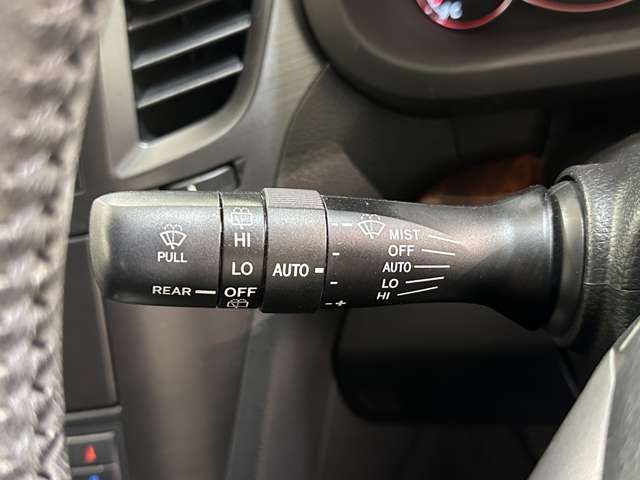 PULL
REAR
HI
LO
OFF
AUTO
- +
MIST
OFF
AUTO
LO
HI